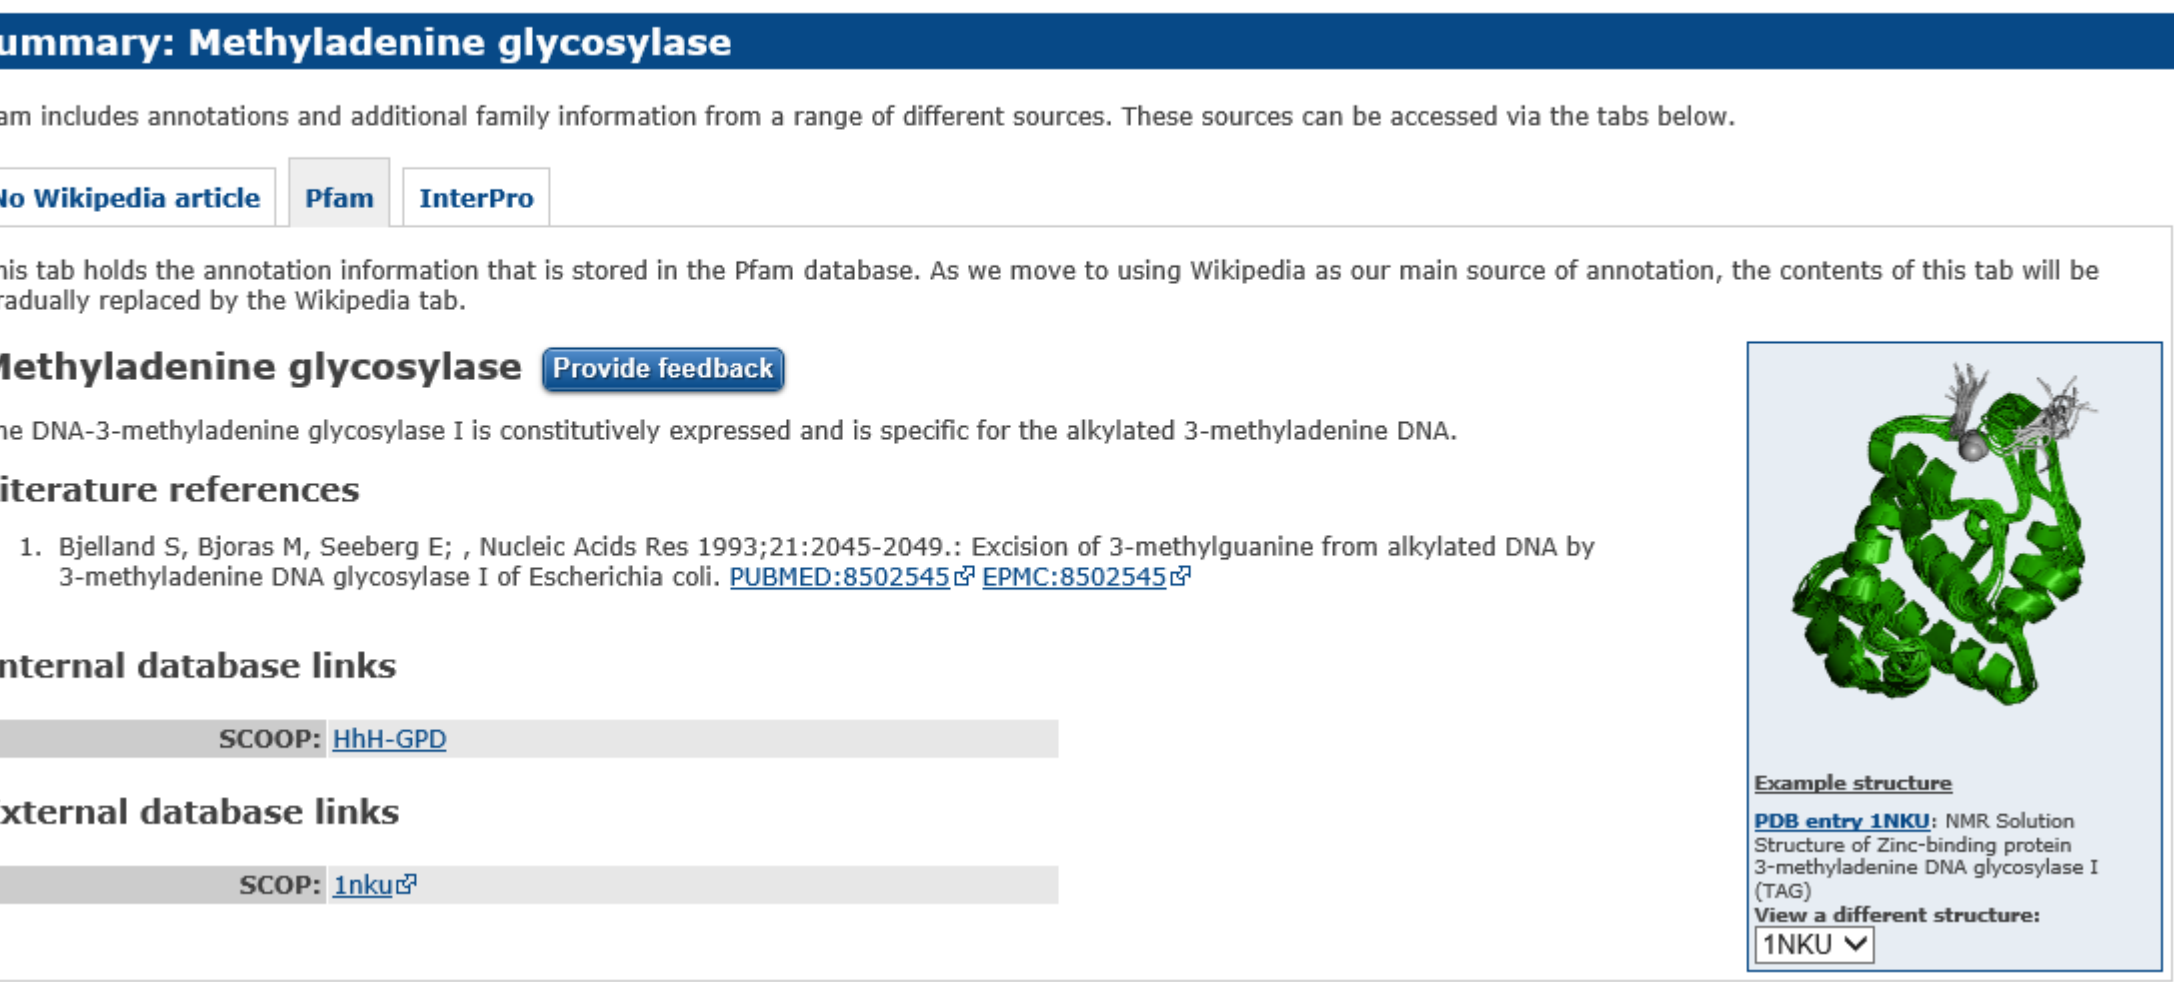 ummary: Methyladenine glycosylase
am includes annotations and additional family information from a range of different sources. These sources can be accessed via the tabs below.
No Wikipedia article Pfam InterPro
his tab holds the annotation information that is stored in the Pfam database. As we move to using Wikipedia as our main source of annotation, the contents of this tab will be
radually replaced by the Wikipedia tab.
Methyladenine glycosylase Provide feedback
he DNA-3-methyladenine glycosylase I is constitutively expressed and is specific for the alkylated 3-methyladenine DNA.
iterature references
1. Bjelland S, Bjoras M, Seeberg E; , Nucleic Acids Res 1993;21:2045-2049.: Excision of 3-methylguanine from alkylated DNA by
3-methyladenine DNA glycosylase I of Escherichia coli. PUBMED:8502545 EPMC:8502545
nternal database links
SCOOP: HhH-GPD
xternal database links
SCOP: 1nku
Example structure
PDB entry 1NKU: NMR Solution
Structure of Zinc-binding protein
3-methyladenine DNA glycosylase I
(TAG)
View a different structure:
1NKU